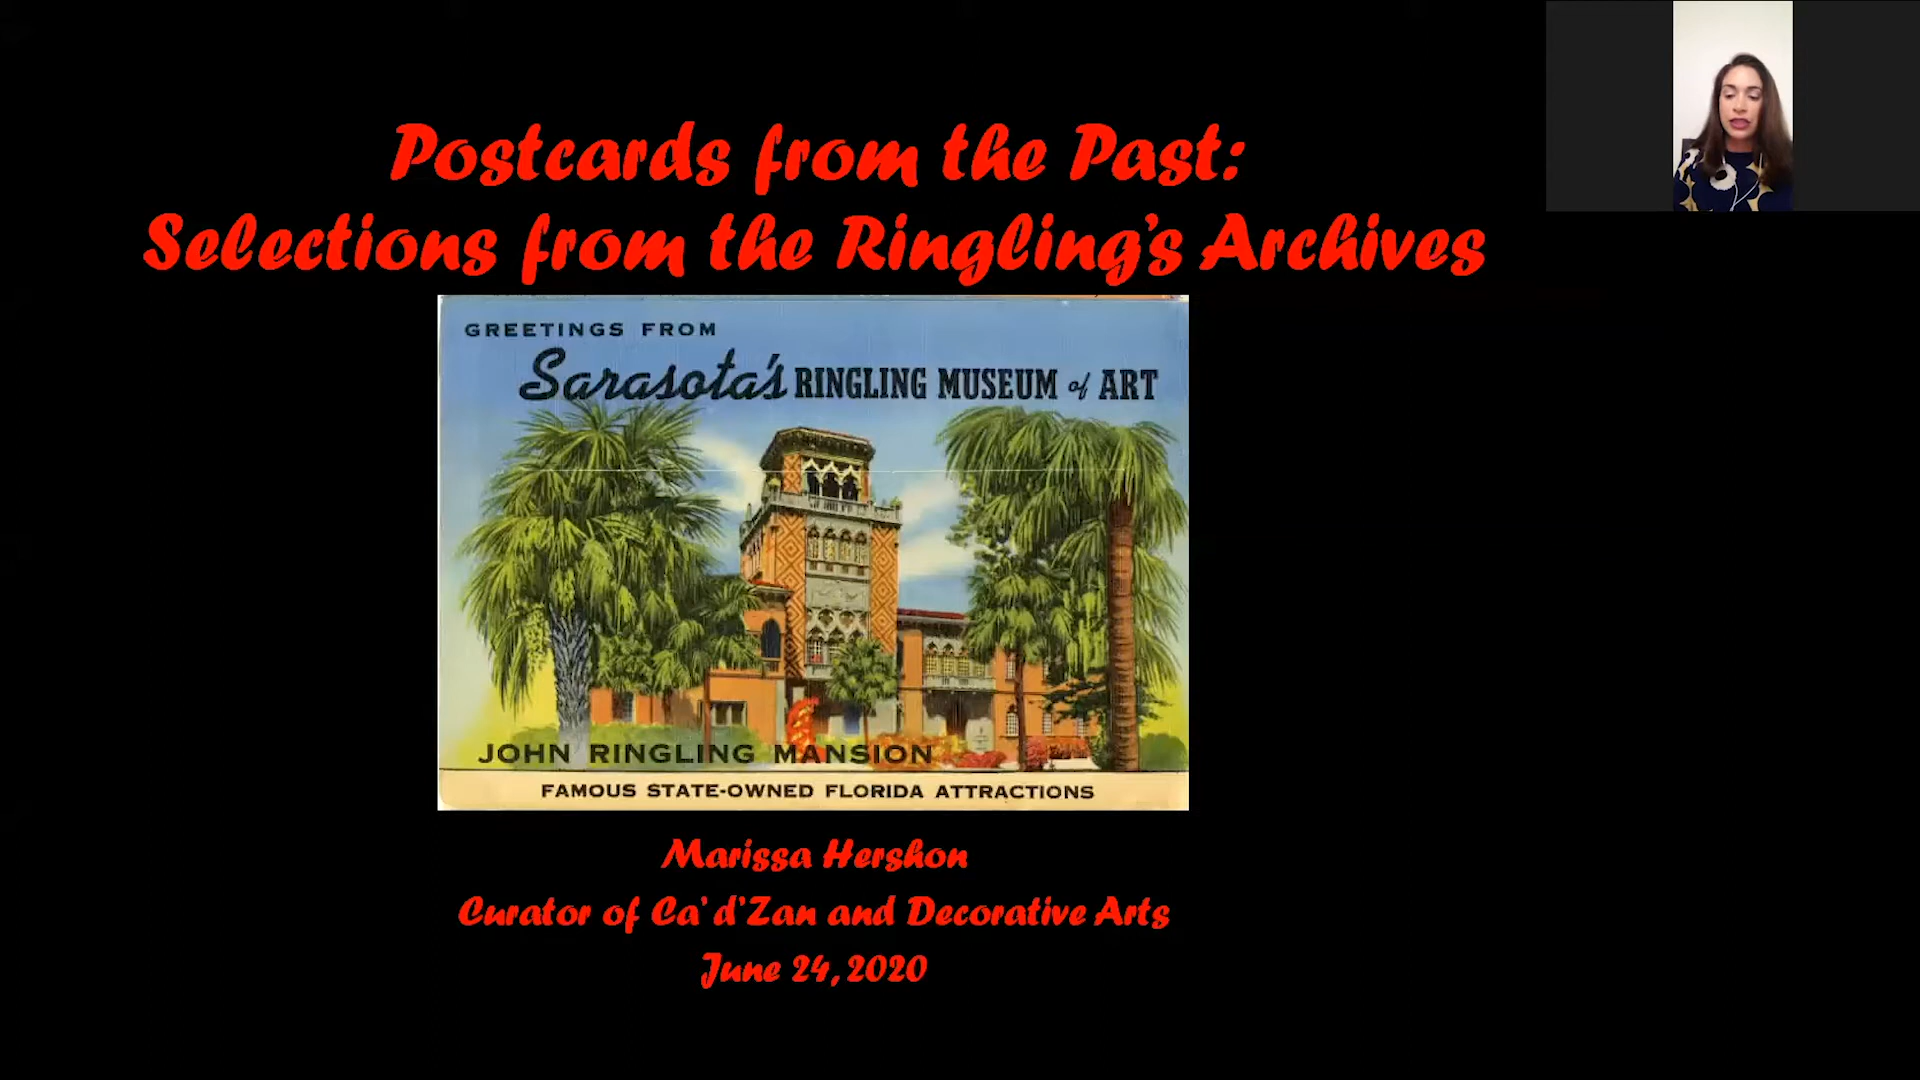 Postcards from the Past:
Selections from the Ringling's Archives
GREETINGS FROM
Sarasota's RINGLING MUSEUM of ART
JOHN RINGLING MANSION
FAMOUS STATE-OWNED FLORIDA ATTRACTIONS
Marissa Hershon
Curator of Ca' d'Zan and Decorative Arts
June 24, 2020